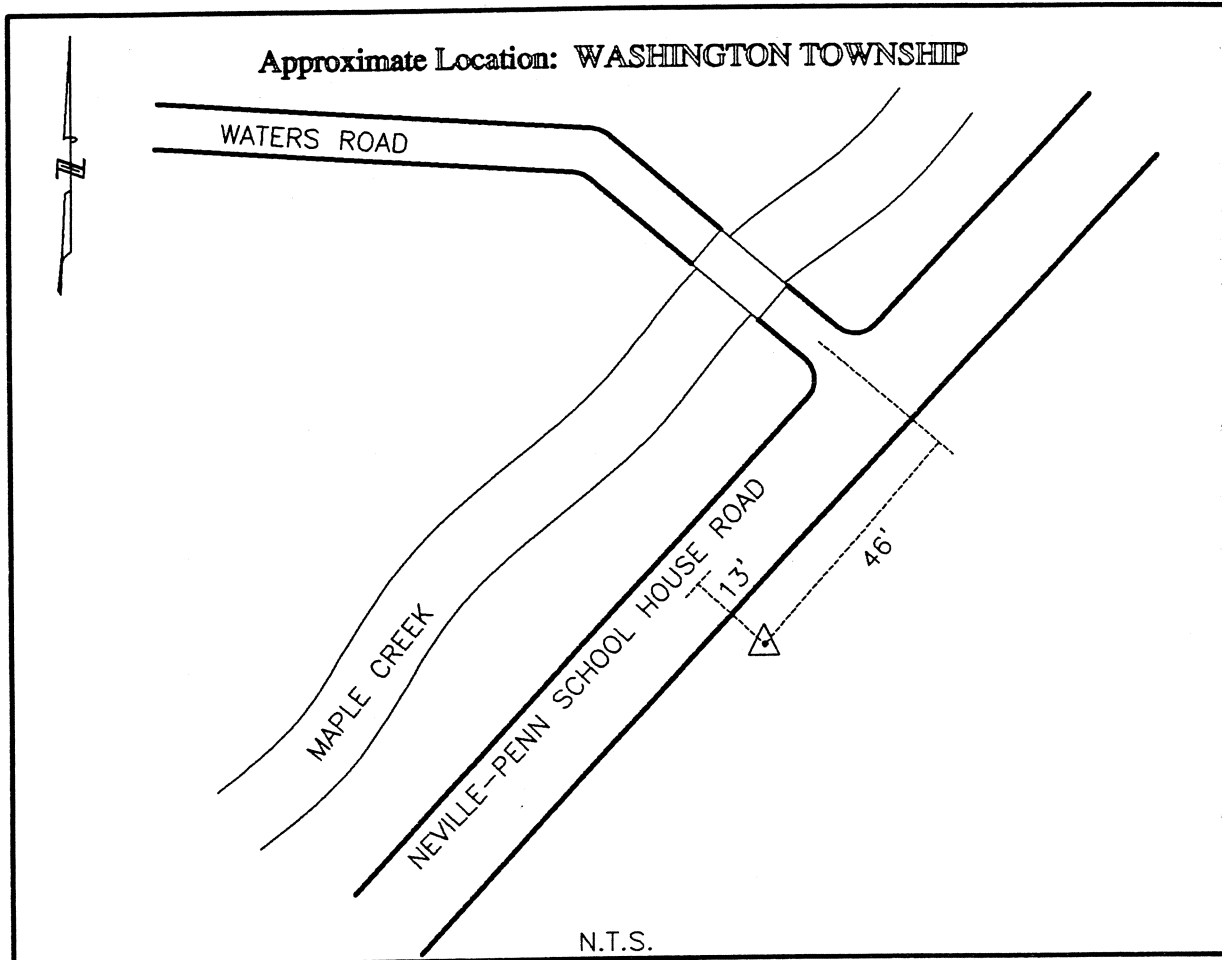 Approximate Location: WASHINGTON TOWNSHIP
N
WATERS ROAD
46'
13'
NEVILLE-PENN SCHOOL HOUSE ROAD
MAPLE CREEK
N.T.S.